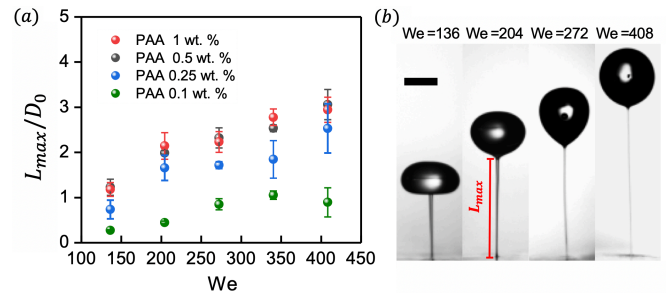 (a)
PAA 1 wt. %
PAA 0.5 wt. %
PAA 0.25 wt. %
PAA 0.1 wt. %
5
4
3
2
1
0
L_max/D_0
100 150 200 250 300 350 400 450
We
(b)
We =136 We =204 We =272 We =408
L_max